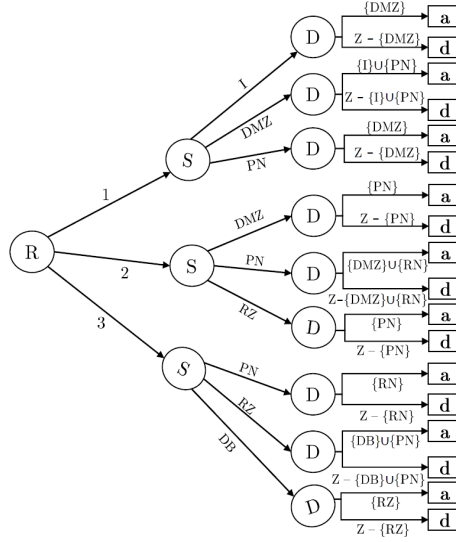 {DMZ}
a
D
Z - {DMZ}
d
I
{I}∪{PN}
a
D
Z - {I}∪{PN}
d
DMZ
{DMZ}
a
S
PN
D
Z - {DMZ}
d
1
{PN}
a
DMZ
D
Z - {PN}
d
R
2
S
PN
D
a
{DMZ}∪{RN}
d
Z-{DMZ}∪{RN}
RZ
D
a
{PN}
d
Z - {PN}
3
S
PN
D
a
{RN}
d
Z - {RN}
RZ
D
a
{DB}∪{PN}
d
Z - {DB}∪{PN}
DB
D
a
{RZ}
d
Z - {RZ}